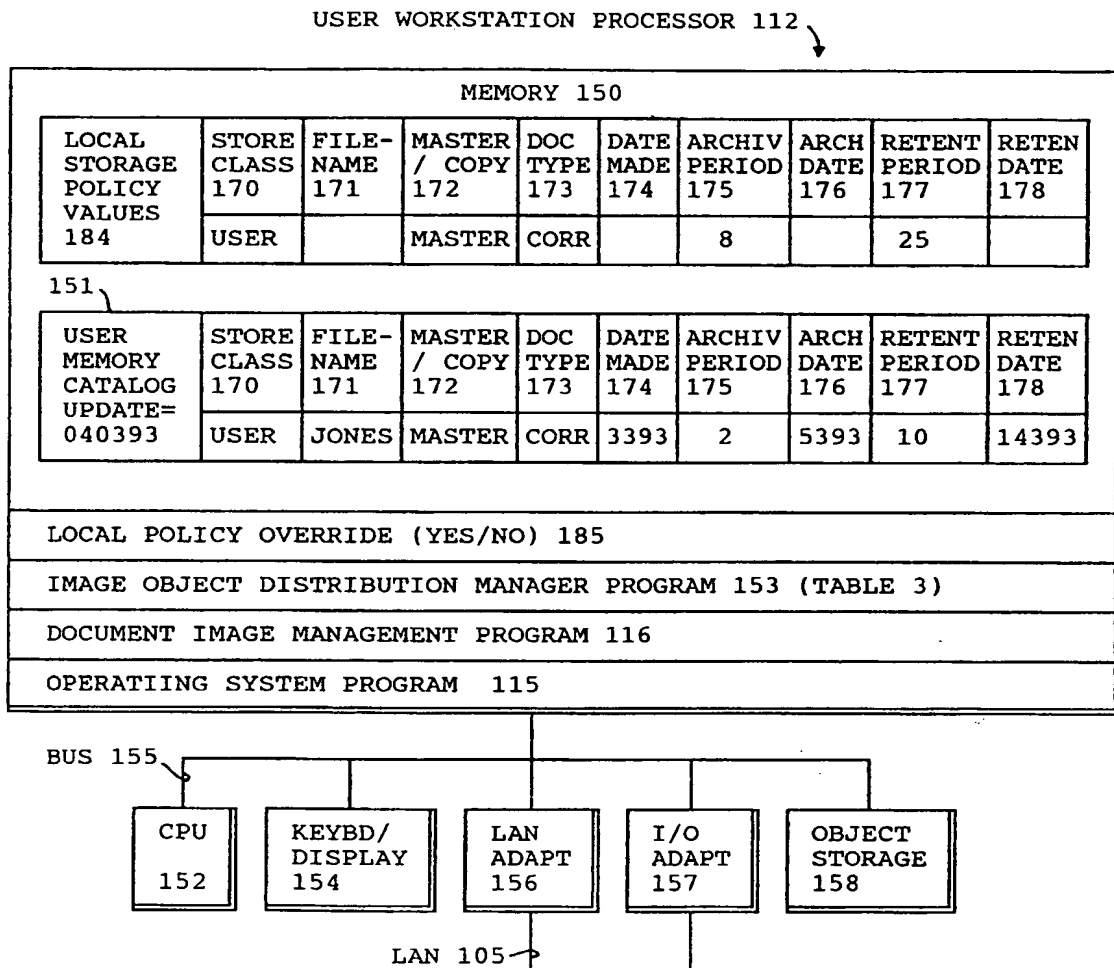 USER WORKSTATION PROCESSOR 112
MEMORY 150
LOCAL STORAGE POLICY VALUES 184
STORE CLASS 170
FILE-NAME 171
MASTER / COPY 172
DOC TYPE 173
DATE MADE 174
ARCHIV PERIOD 175
ARCH DATE 176
RETENT PERIOD 177
RETEN DATE 178
USER MASTER CORR 8 25
151
USER MEMORY CATALOG UPDATE= 040393
STORE CLASS 170
FILE-NAME 171
MASTER / COPY 172
DOC TYPE 173
DATE MADE 174
ARCHIV PERIOD 175
ARCH DATE 176
RETENT PERIOD 177
RETEN DATE 178
USER JONES MASTER CORR 3393 2 5393 10 14393
LOCAL POLICY OVERRIDE (YES/NO) 185
IMAGE OBJECT DISTRIBUTION MANAGER PROGRAM 153 (TABLE 3)
DOCUMENT IMAGE MANAGEMENT PROGRAM 116
OPERATIING SYSTEM PROGRAM 115
BUS 155
CPU 152
KEYBD/ DISPLAY 154
LAN ADAPT 156
I/O ADAPT 157
OBJECT STORAGE 158
LAN 105